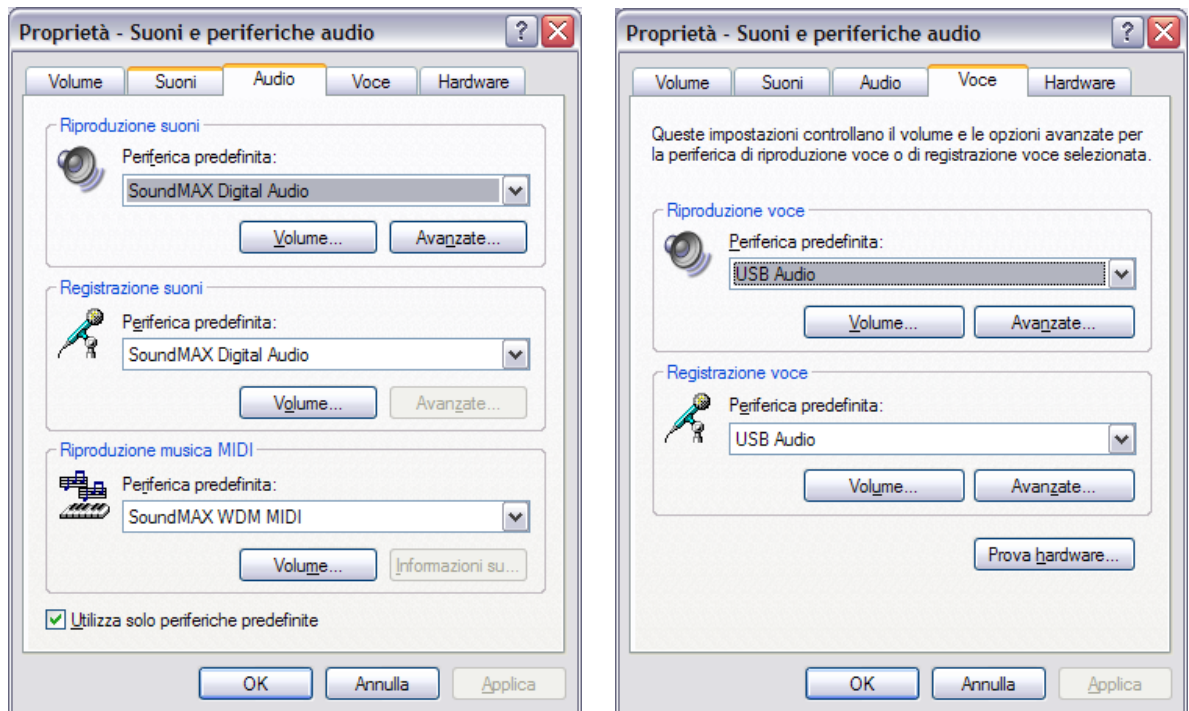 Proprietà - Suoni e periferiche audio
Volume Suoni Audio Voce Hardware
Riproduzione suoni
Periferica predefinita:
SoundMAX Digital Audio
Volume... Avanzate...
Registrazione suoni
Periferica predefinita:
SoundMAX Digital Audio
Volume... Avanzate...
Riproduzione musica MIDI
Periferica predefinita:
SoundMAX WDM MIDI
Volume... Informazioni su...
Utilizza solo periferiche predefinite
OK Annulla Applica
Proprietà - Suoni e periferiche audio
Volume Suoni Audio Voce Hardware
Queste impostazioni controllano il volume e le opzioni avanzate per
la periferica di riproduzione voce o di registrazione voce selezionata.
Riproduzione voce
Periferica predefinita:
USB Audio
Volume... Avanzate...
Registrazione voce
Periferica predefinita:
USB Audio
Volume... Avanzate...
Prova hardware...
OK Annulla Applica